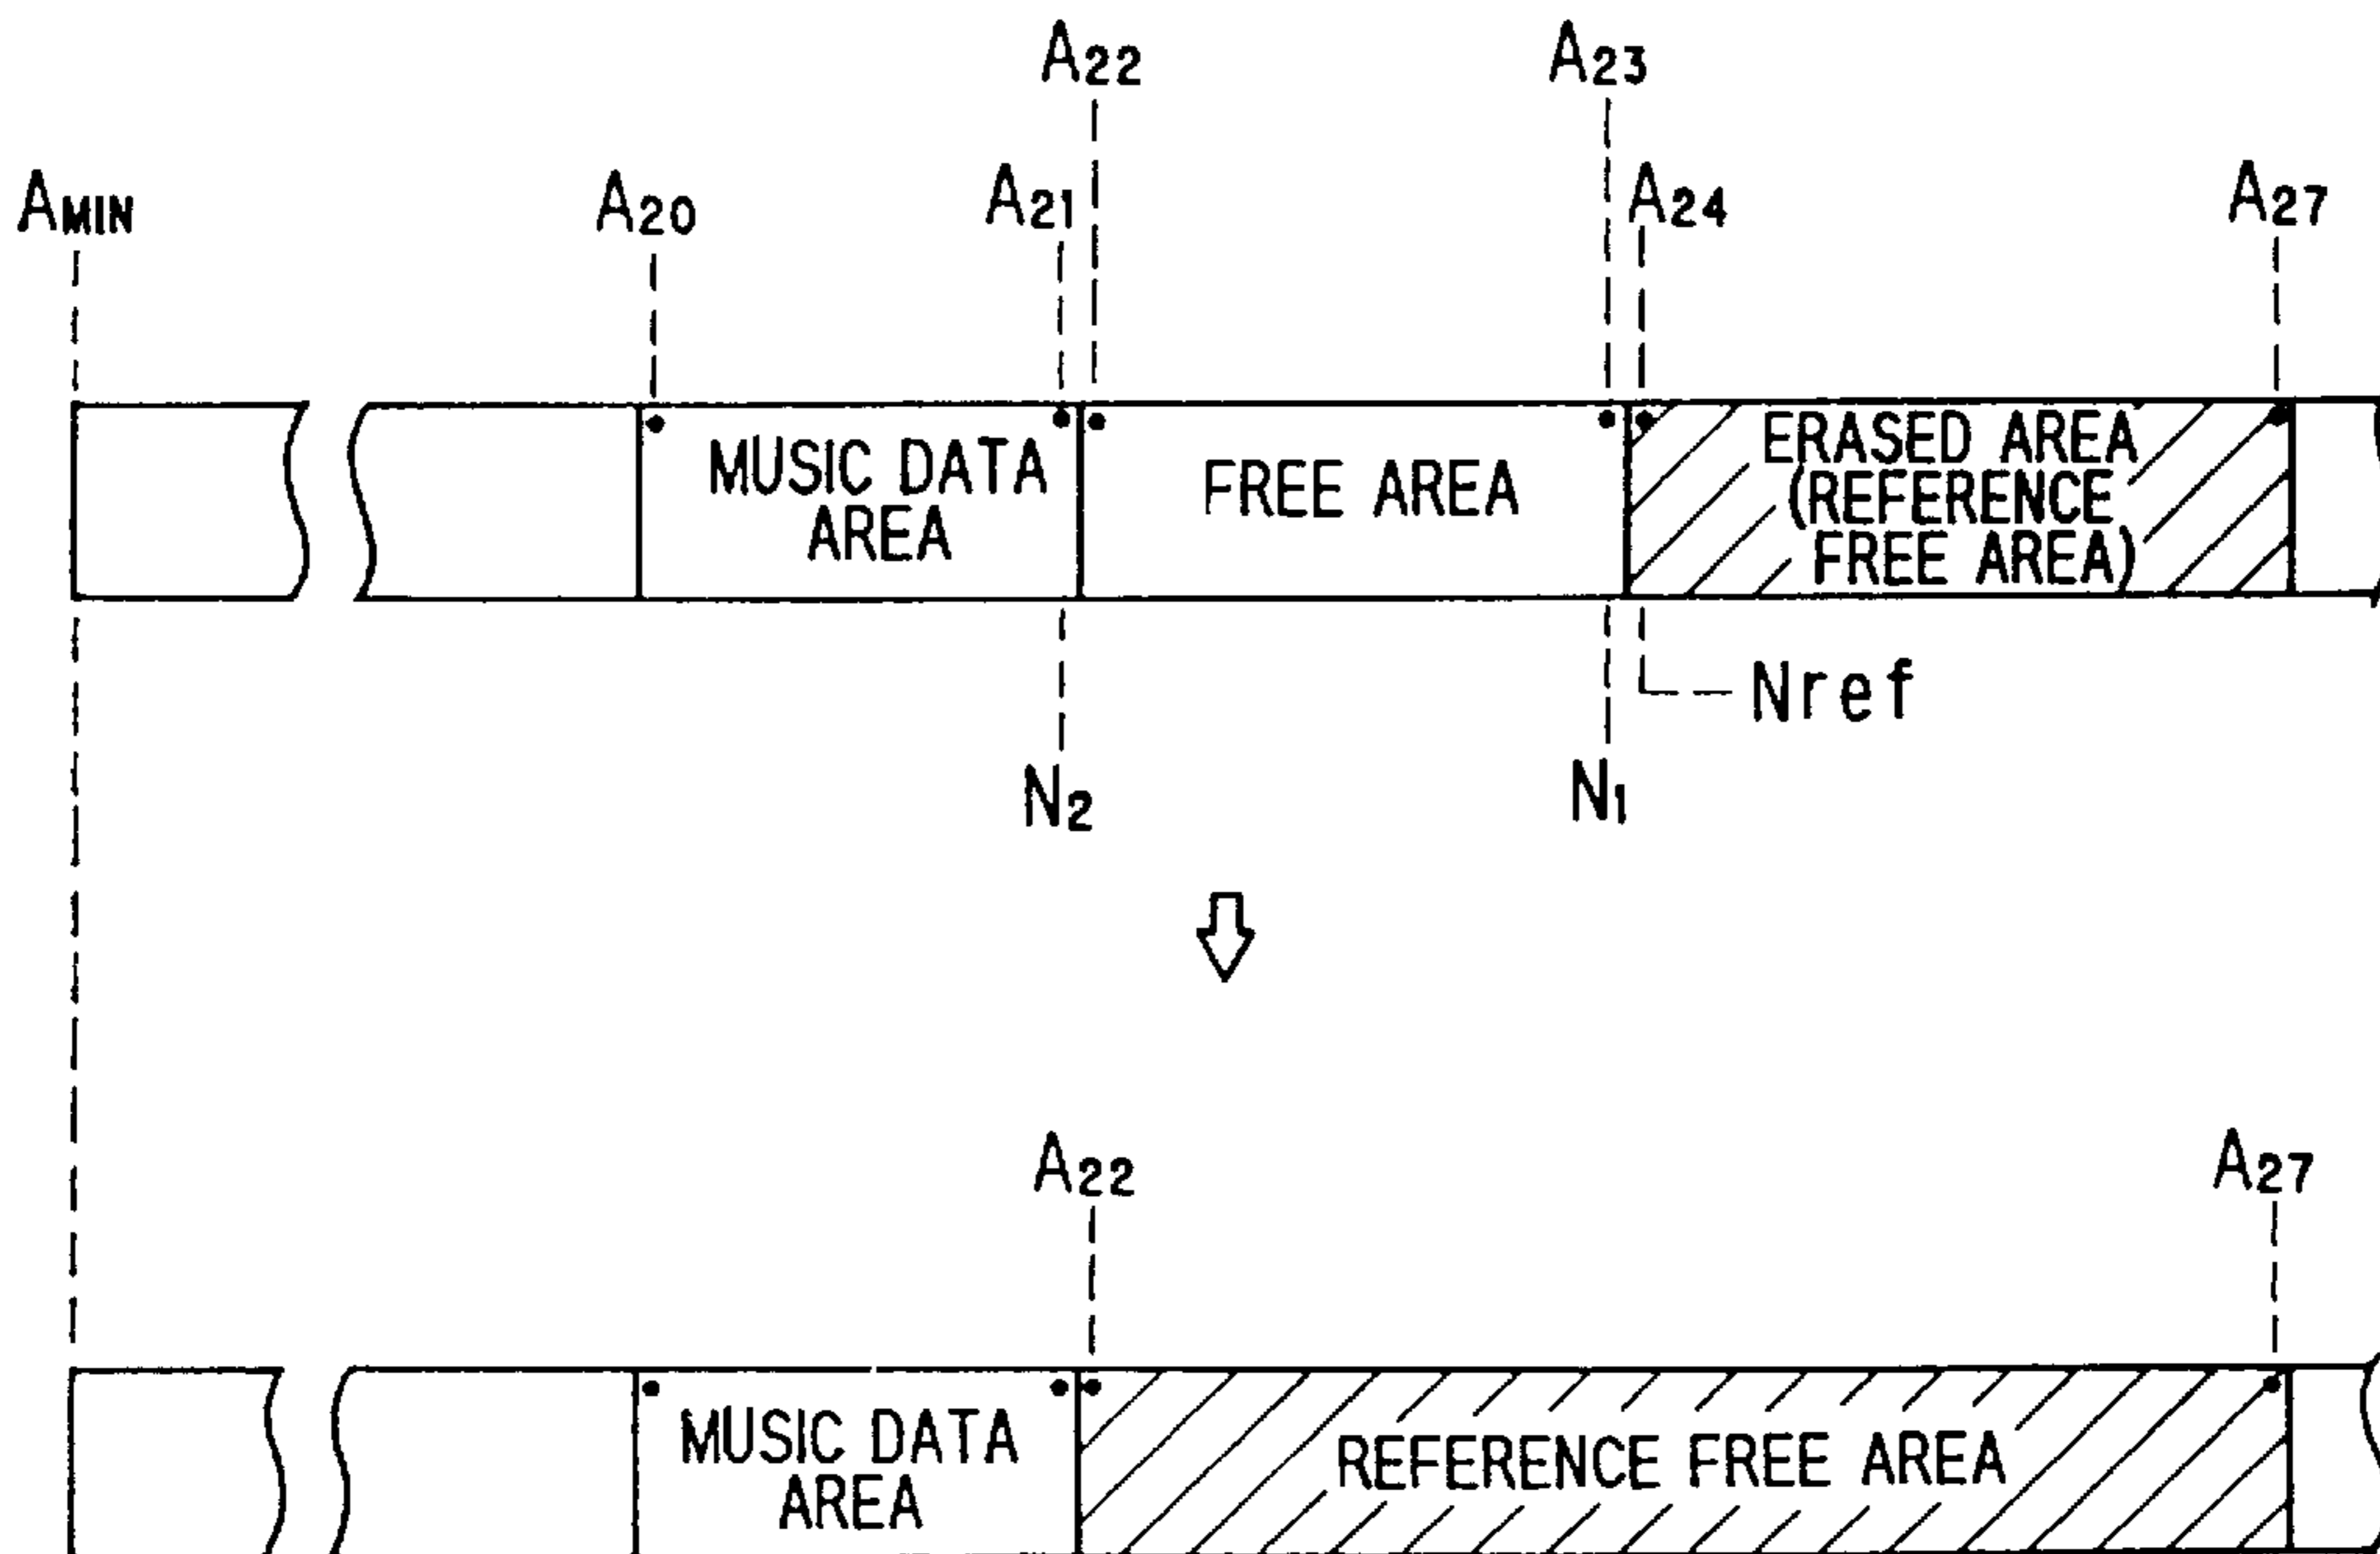 A22 A23
AMIN A20 A21 A24 A27
MUSIC DATA
AREA
FREE AREA
ERASED AREA
(REFERENCE
FREE AREA)
Nref
N2 N1
A22 A27
MUSIC DATA
AREA
REFERENCE FREE AREA